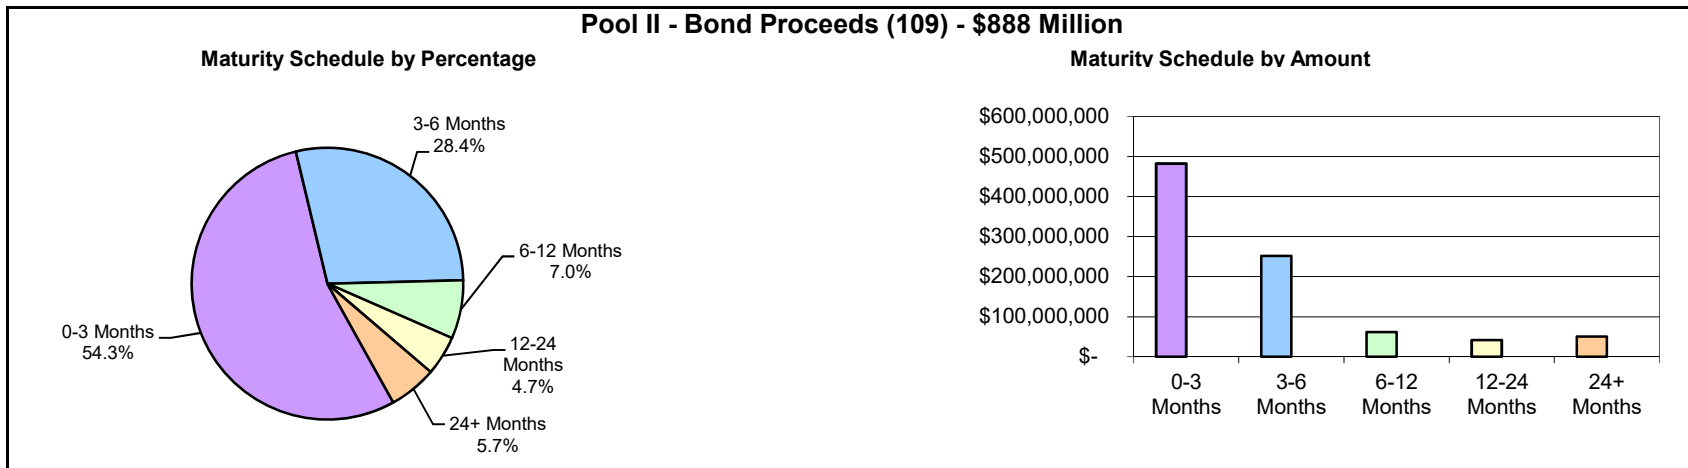 Pool II - Bond Proceeds (109) - $888 Million
Maturity Schedule by Percentage
3-6 Months
28.4%
6-12 Months
7.0%
0-3 Months
54.3%
12-24
Months
4.7%
24+ Months
5.7%
Maturity Schedule by Amount
$600,000,000
$500,000,000
$400,000,000
$300,000,000
$200,000,000
$100,000,000
$-
0-3 3-6 6-12 12-24 24+
Months Months Months Months Months